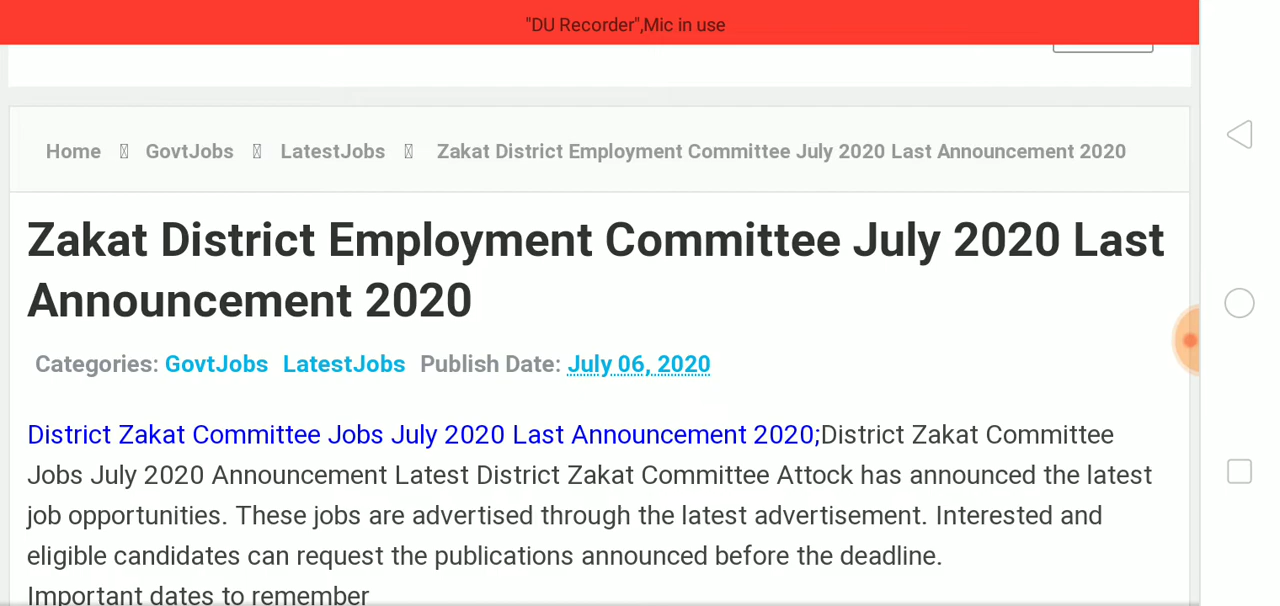 "DU Recorder",Mic in use
Home GovtJobs LatestJobs Zakat District Employment Committee July 2020 Last Announcement 2020
Zakat District Employment Committee July 2020 Last
Announcement 2020
Categories: GovtJobs LatestJobs Publish Date: July 06, 2020
District Zakat Committee Jobs July 2020 Last Announcement 2020;District Zakat Committee
Jobs July 2020 Announcement Latest District Zakat Committee Attock has announced the latest
job opportunities. These jobs are advertised through the latest advertisement. Interested and
eligible candidates can request the publications announced before the deadline.
Important dates to remember